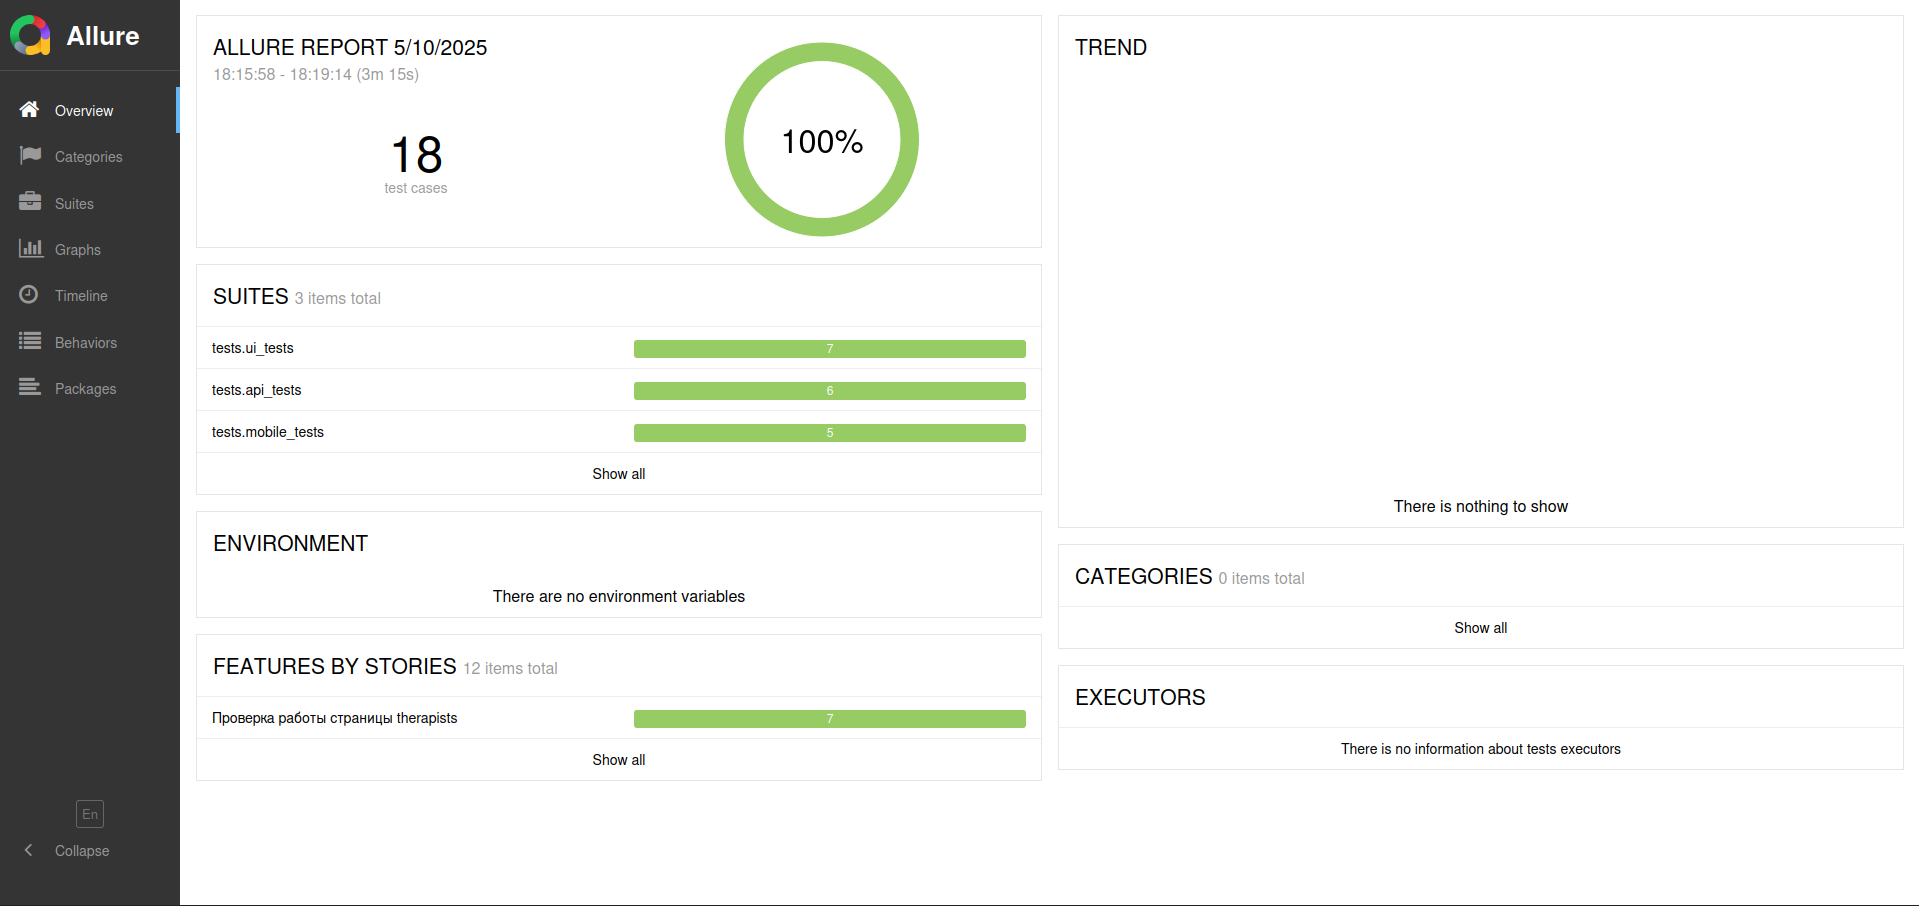 Allure
Overview
Categories
Suites
Graphs
Timeline
Behaviors
Packages
En
Collapse
ALLURE REPORT 5/10/2025
18:15:58 - 18:19:14 (3m 15s)
18
test cases
100%
SUITES 3 items total
tests.ui_tests 7
tests.api_tests 6
tests.mobile_tests 5
Show all
ENVIRONMENT
There are no environment variables
FEATURES BY STORIES 12 items total
Проверка работы страницы therapists 7
Show all
TREND
There is nothing to show
CATEGORIES 0 items total
Show all
EXECUTORS
There is no information about tests executors